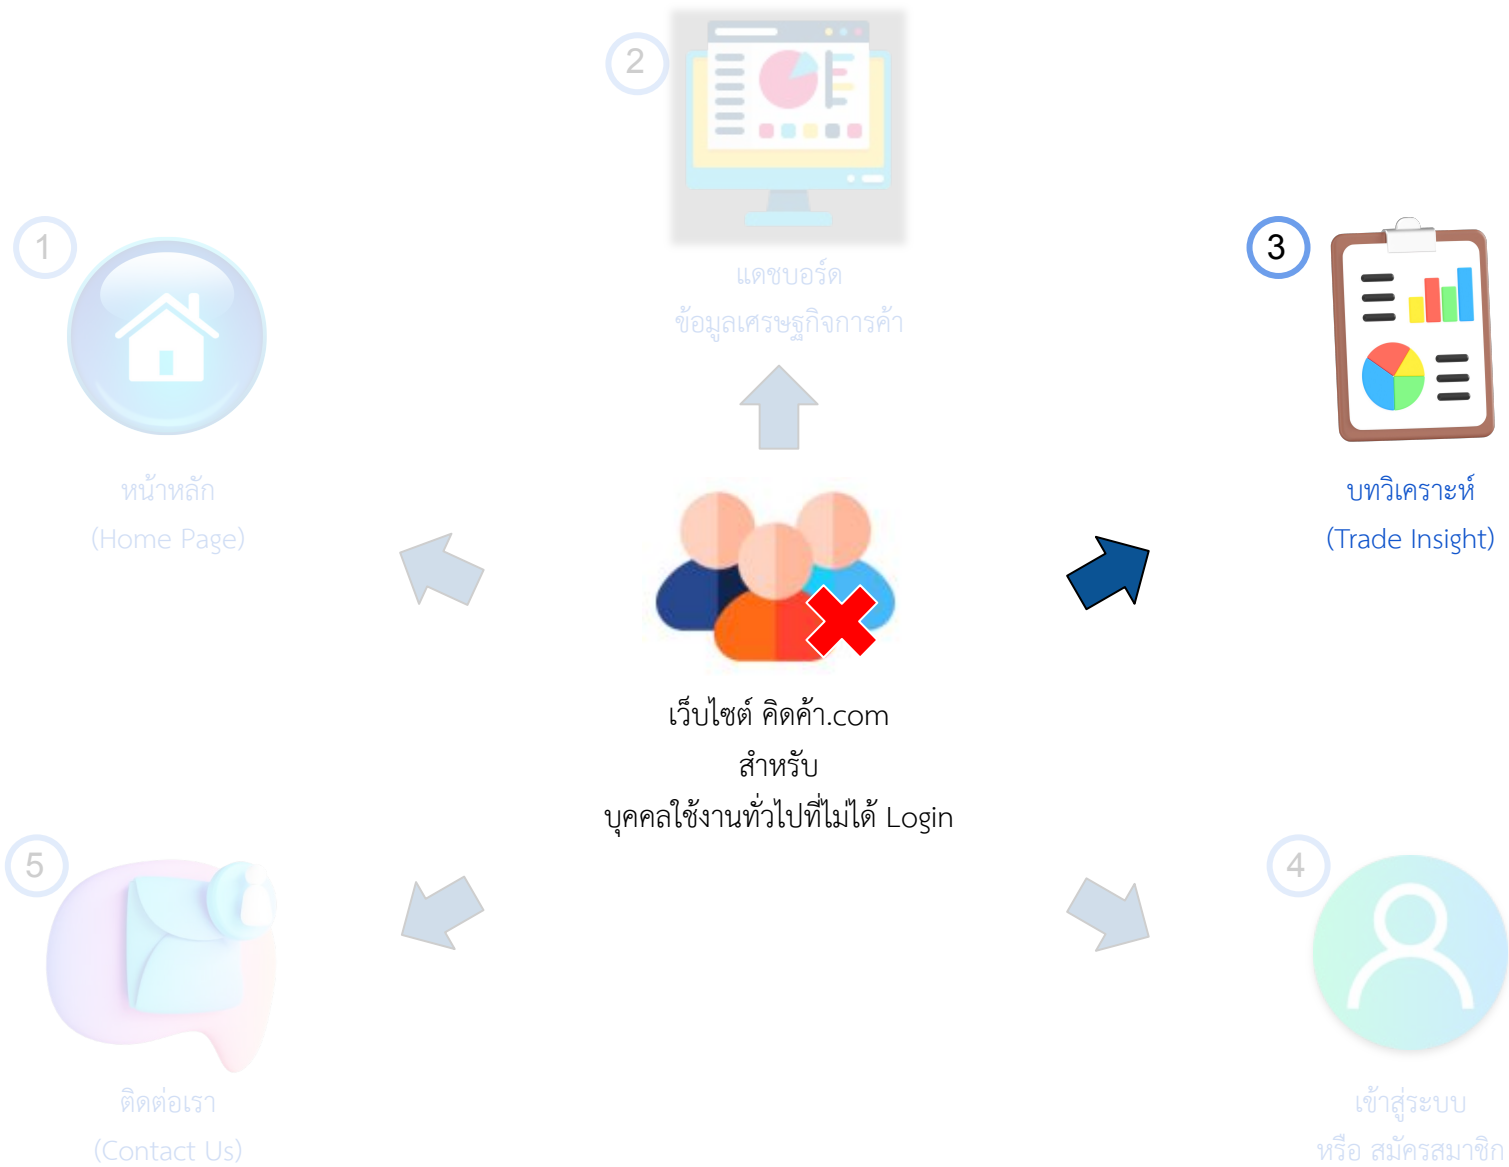 2
แดชบอร์ด
ข้อมูลเศรษฐกิจการค้า
1
หน้าหลัก
(Home Page)
3
บทวิเคราะห์
(Trade Insight)
เว็บไซต์ คิดค้า.com
สำหรับ
บุคคลใช้งานทั่วไปที่ไม่ได้ Login
5
ติดต่อเรา
(Contact Us)
4
เข้าสู่ระบบ
หรือ สมัครสมาชิก